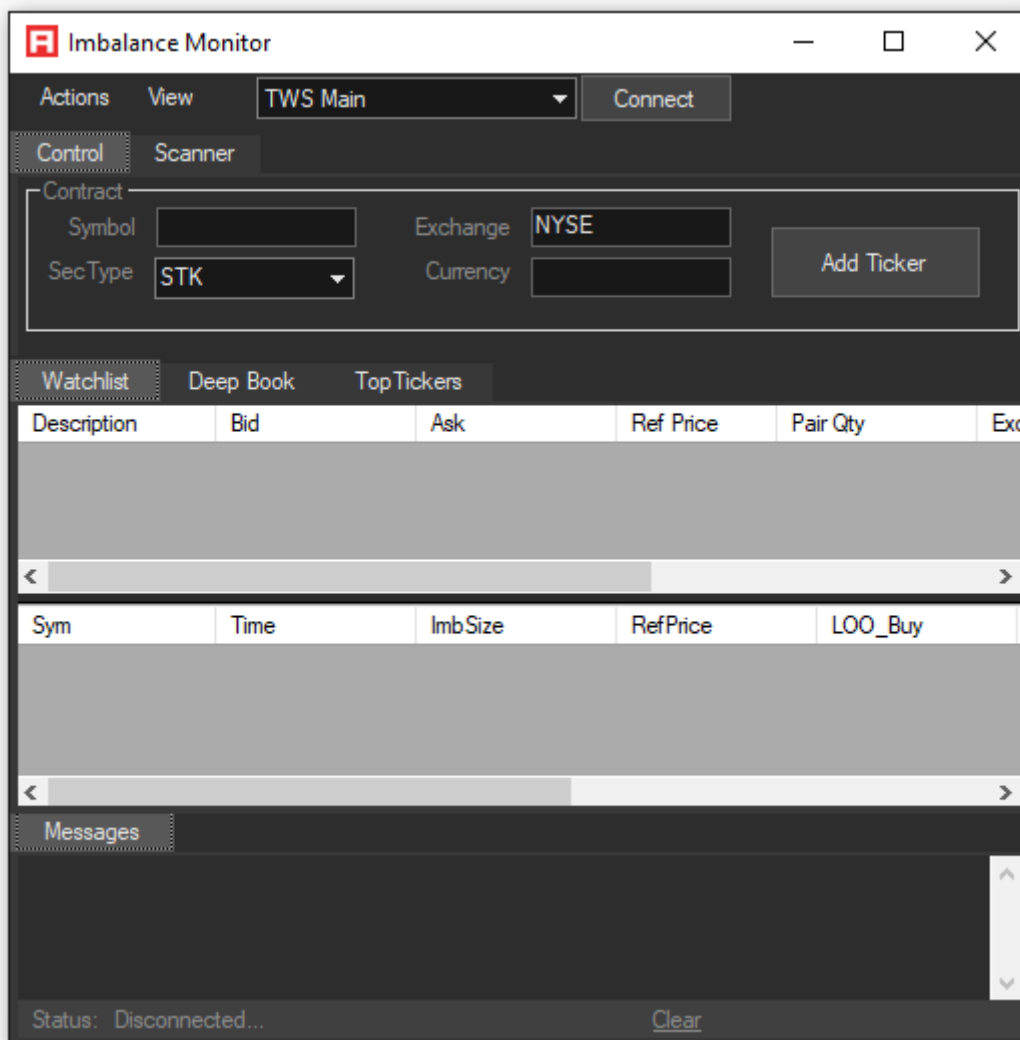 Imbalance Monitor
Actions View TWS Main Connect
Control Scanner
Contract
Symbol Exchange NYSE
SecType STK Currency Add Ticker
Watchlist Deep Book TopTickers
Description Bid Ask Ref Price Pair Qty Exc
Sym Time ImbSize RefPrice LOO_Buy
Messages
Status: Disconnected... Clear